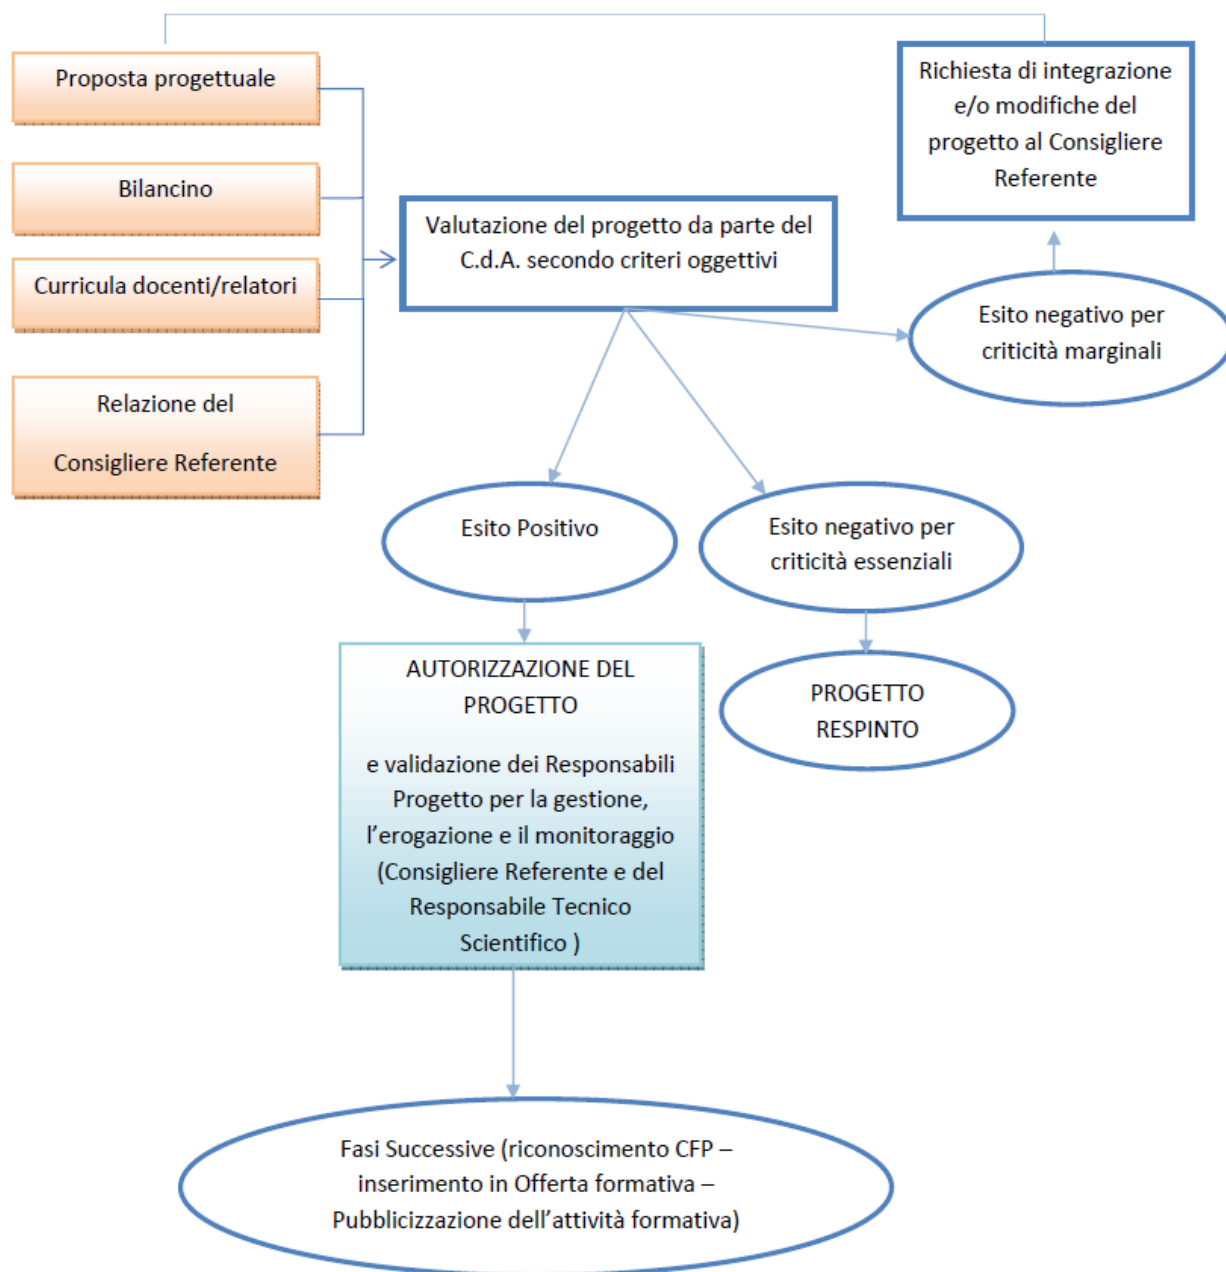 Proposta progettuale
Bilancino
Curricula docenti/relatori
Relazione del
Consigliere Referente
Valutazione del progetto da parte del
C.d.A. secondo criteri oggettivi
Richiesta di integrazione
e/o modifiche del
progetto al Consigliere
Referente
Esito negativo per
criticità marginali
Esito Positivo
Esito negativo per
criticità essenziali
AUTORIZZAZIONE DEL
PROGETTO
e validazione dei Responsabili
Progetto per la gestione,
l’erogazione e il monitoraggio
(Consigliere Referente e del
Responsabile Tecnico
Scientifico )
PROGETTO
RESPINTO
Fasi Successive (riconoscimento CFP –
inserimento in Offerta formativa –
Pubblicizzazione dell’attività formativa)